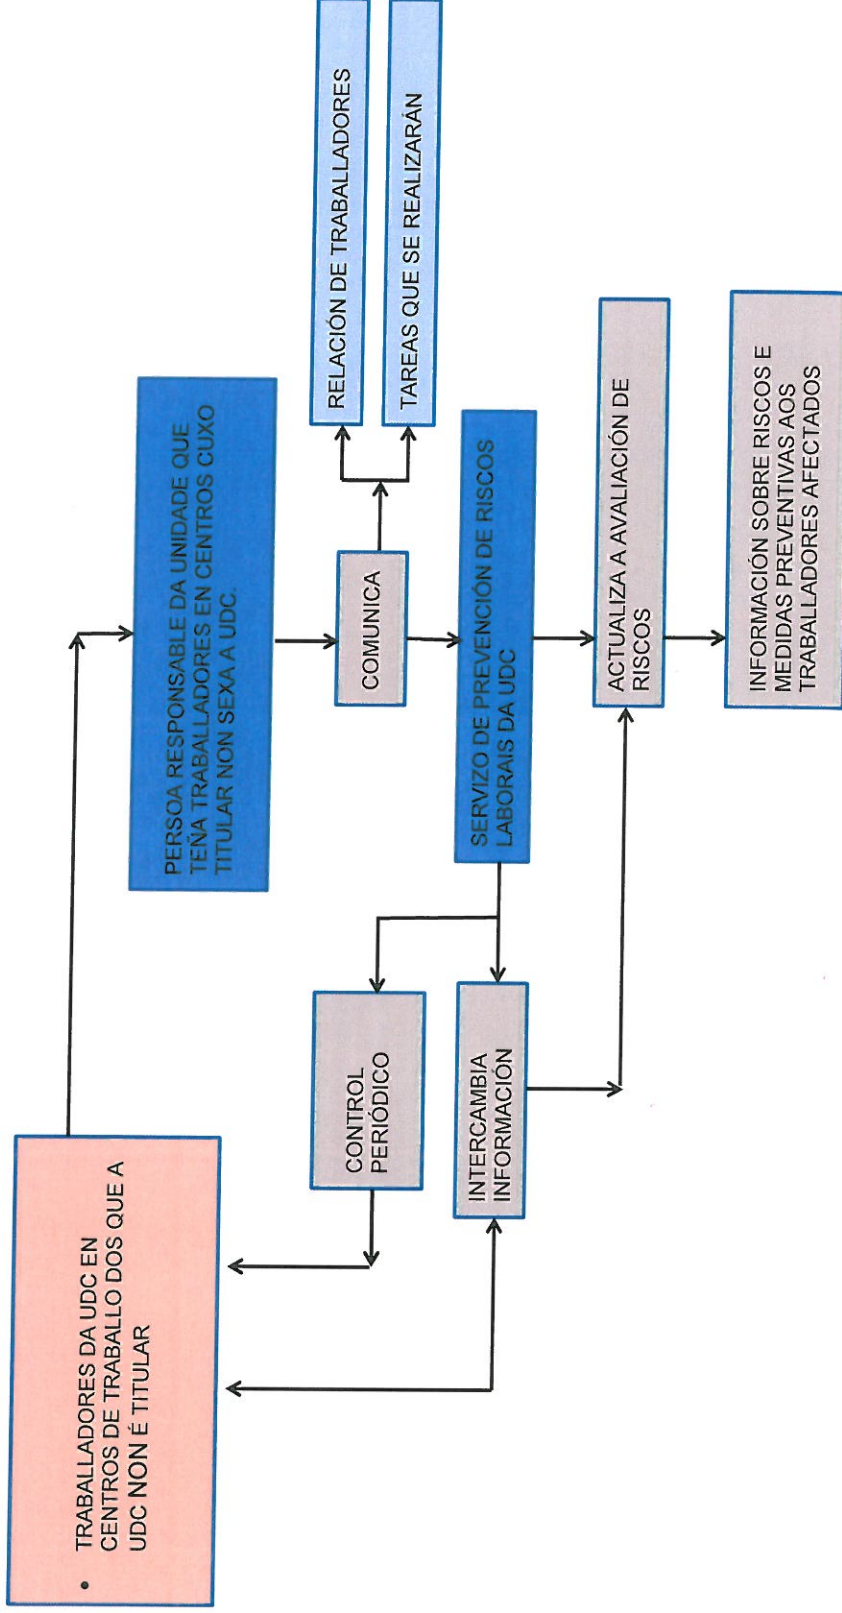 • TRABALLADORES DA UDC EN
CENTROS DE TRABALLO DOS QUE A
UDC NON É TITULAR
PERSOA RESPONSABLE DA UNIDADE QUE
TEÑA TRABALLADORES EN CENTROS CUXO
TITULAR NON SEXA A UDC.
COMUNICA
RELACIÓN DE TRABALLADORES
TAREAS QUE SE REALIZARÁN
CONTROL
PERIÓDICO
SERVIZO DE PREVENCIÓN DE RISCOS
LABORAIS DA UDC
INTERCAMBIA
INFORMACIÓN
ACTUALIZA A AVALIACIÓN DE
RISCOS
INFORMACIÓN SOBRE RISCOS E
MEDIDAS PREVENTIVAS AOS
TRABALLADORES AFECTADOS